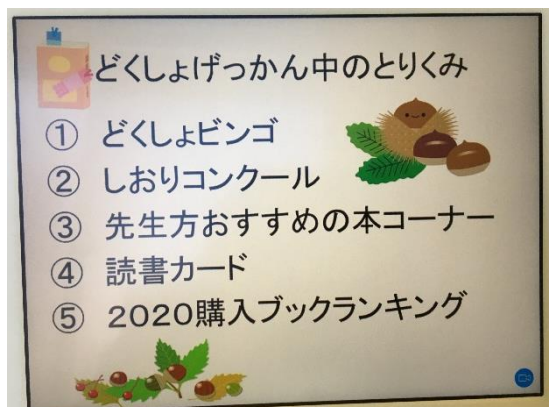 どくしょげっかん中のとりくみ
① どくしょビンゴ
② しおりコンクール
③ 先生方おすすめの本コーナー
④ 読書カード
⑤ 2020購入ブックランキング